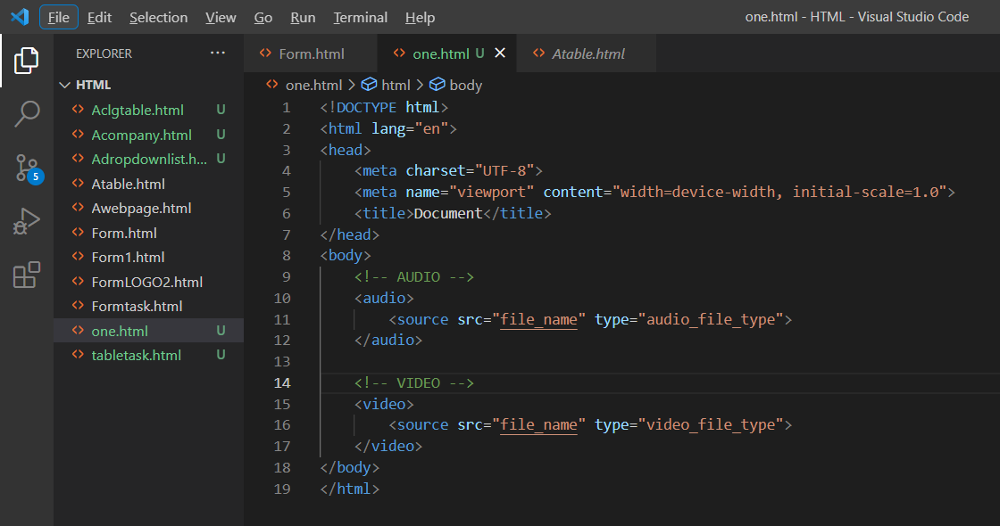 File Edit Selection View Go Run Terminal Help one.html - HTML - Visual Studio Code
EXPLORER ···
HTML
Aclgtable.html U
Acompany.html U
Adropdownlist.h... U
Atable.html
Awebpage.html
Form.html
Form1.html
FormLOGO2.html
Formtask.html
one.html U
tabletask.html U
5
Form.html one.html U Atable.html
one.html > html > body
1 <!DOCTYPE html>
2 <html lang="en">
3 <head>
4     <meta charset="UTF-8">
5     <meta name="viewport" content="width=device-width, initial-scale=1.0">
6     <title>Document</title>
7 </head>
8 <body>
9     <!-- AUDIO -->
10     <audio>
11         <source src="file_name" type="audio_file_type">
12     </audio>
13
14     <!-- VIDEO -->
15     <video>
16         <source src="file_name" type="video_file_type">
17     </video>
18 </body>
19 </html>